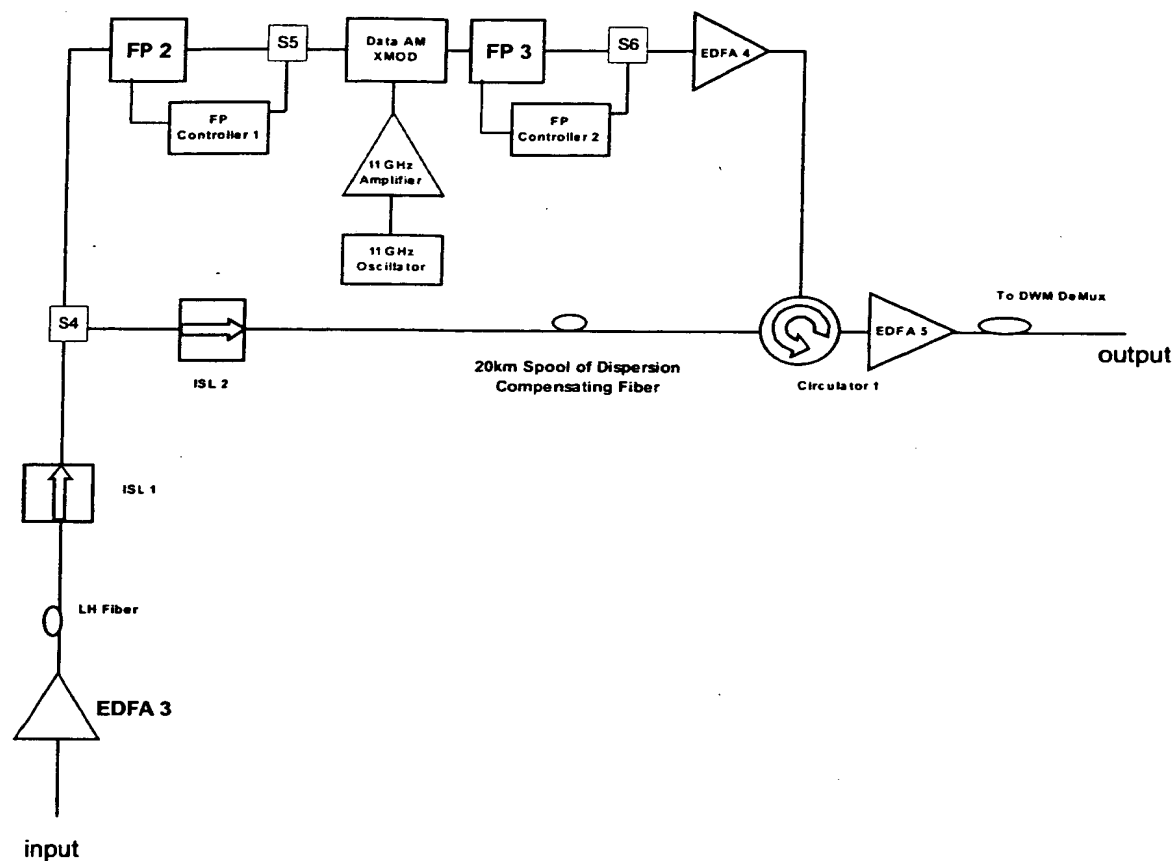 FP 2
S5
Data AM
XMOD
FP 3
S6
EDFA 4
FP
Controller 1
FP
Controller 2
11 GHz
Amplifier
11 GHz
Oscillator
S4
ISL 2
20km Spool of Dispersion
Compensating Fiber
Circulator 1
EDFA 5
To DWM DeMux
output
ISL 1
LH Fiber
EDFA 3
input